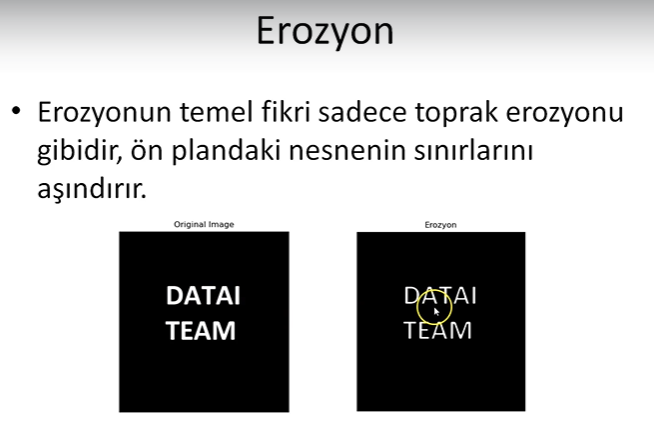 Erozyon
• Erozyonun temel fikri sadece toprak erozyonu
gibidir, ön plandaki nesnenin sınırlarını
aşındırır.
Original Image
DATAI
TEAM
Erozyon
DATAI
TEAM